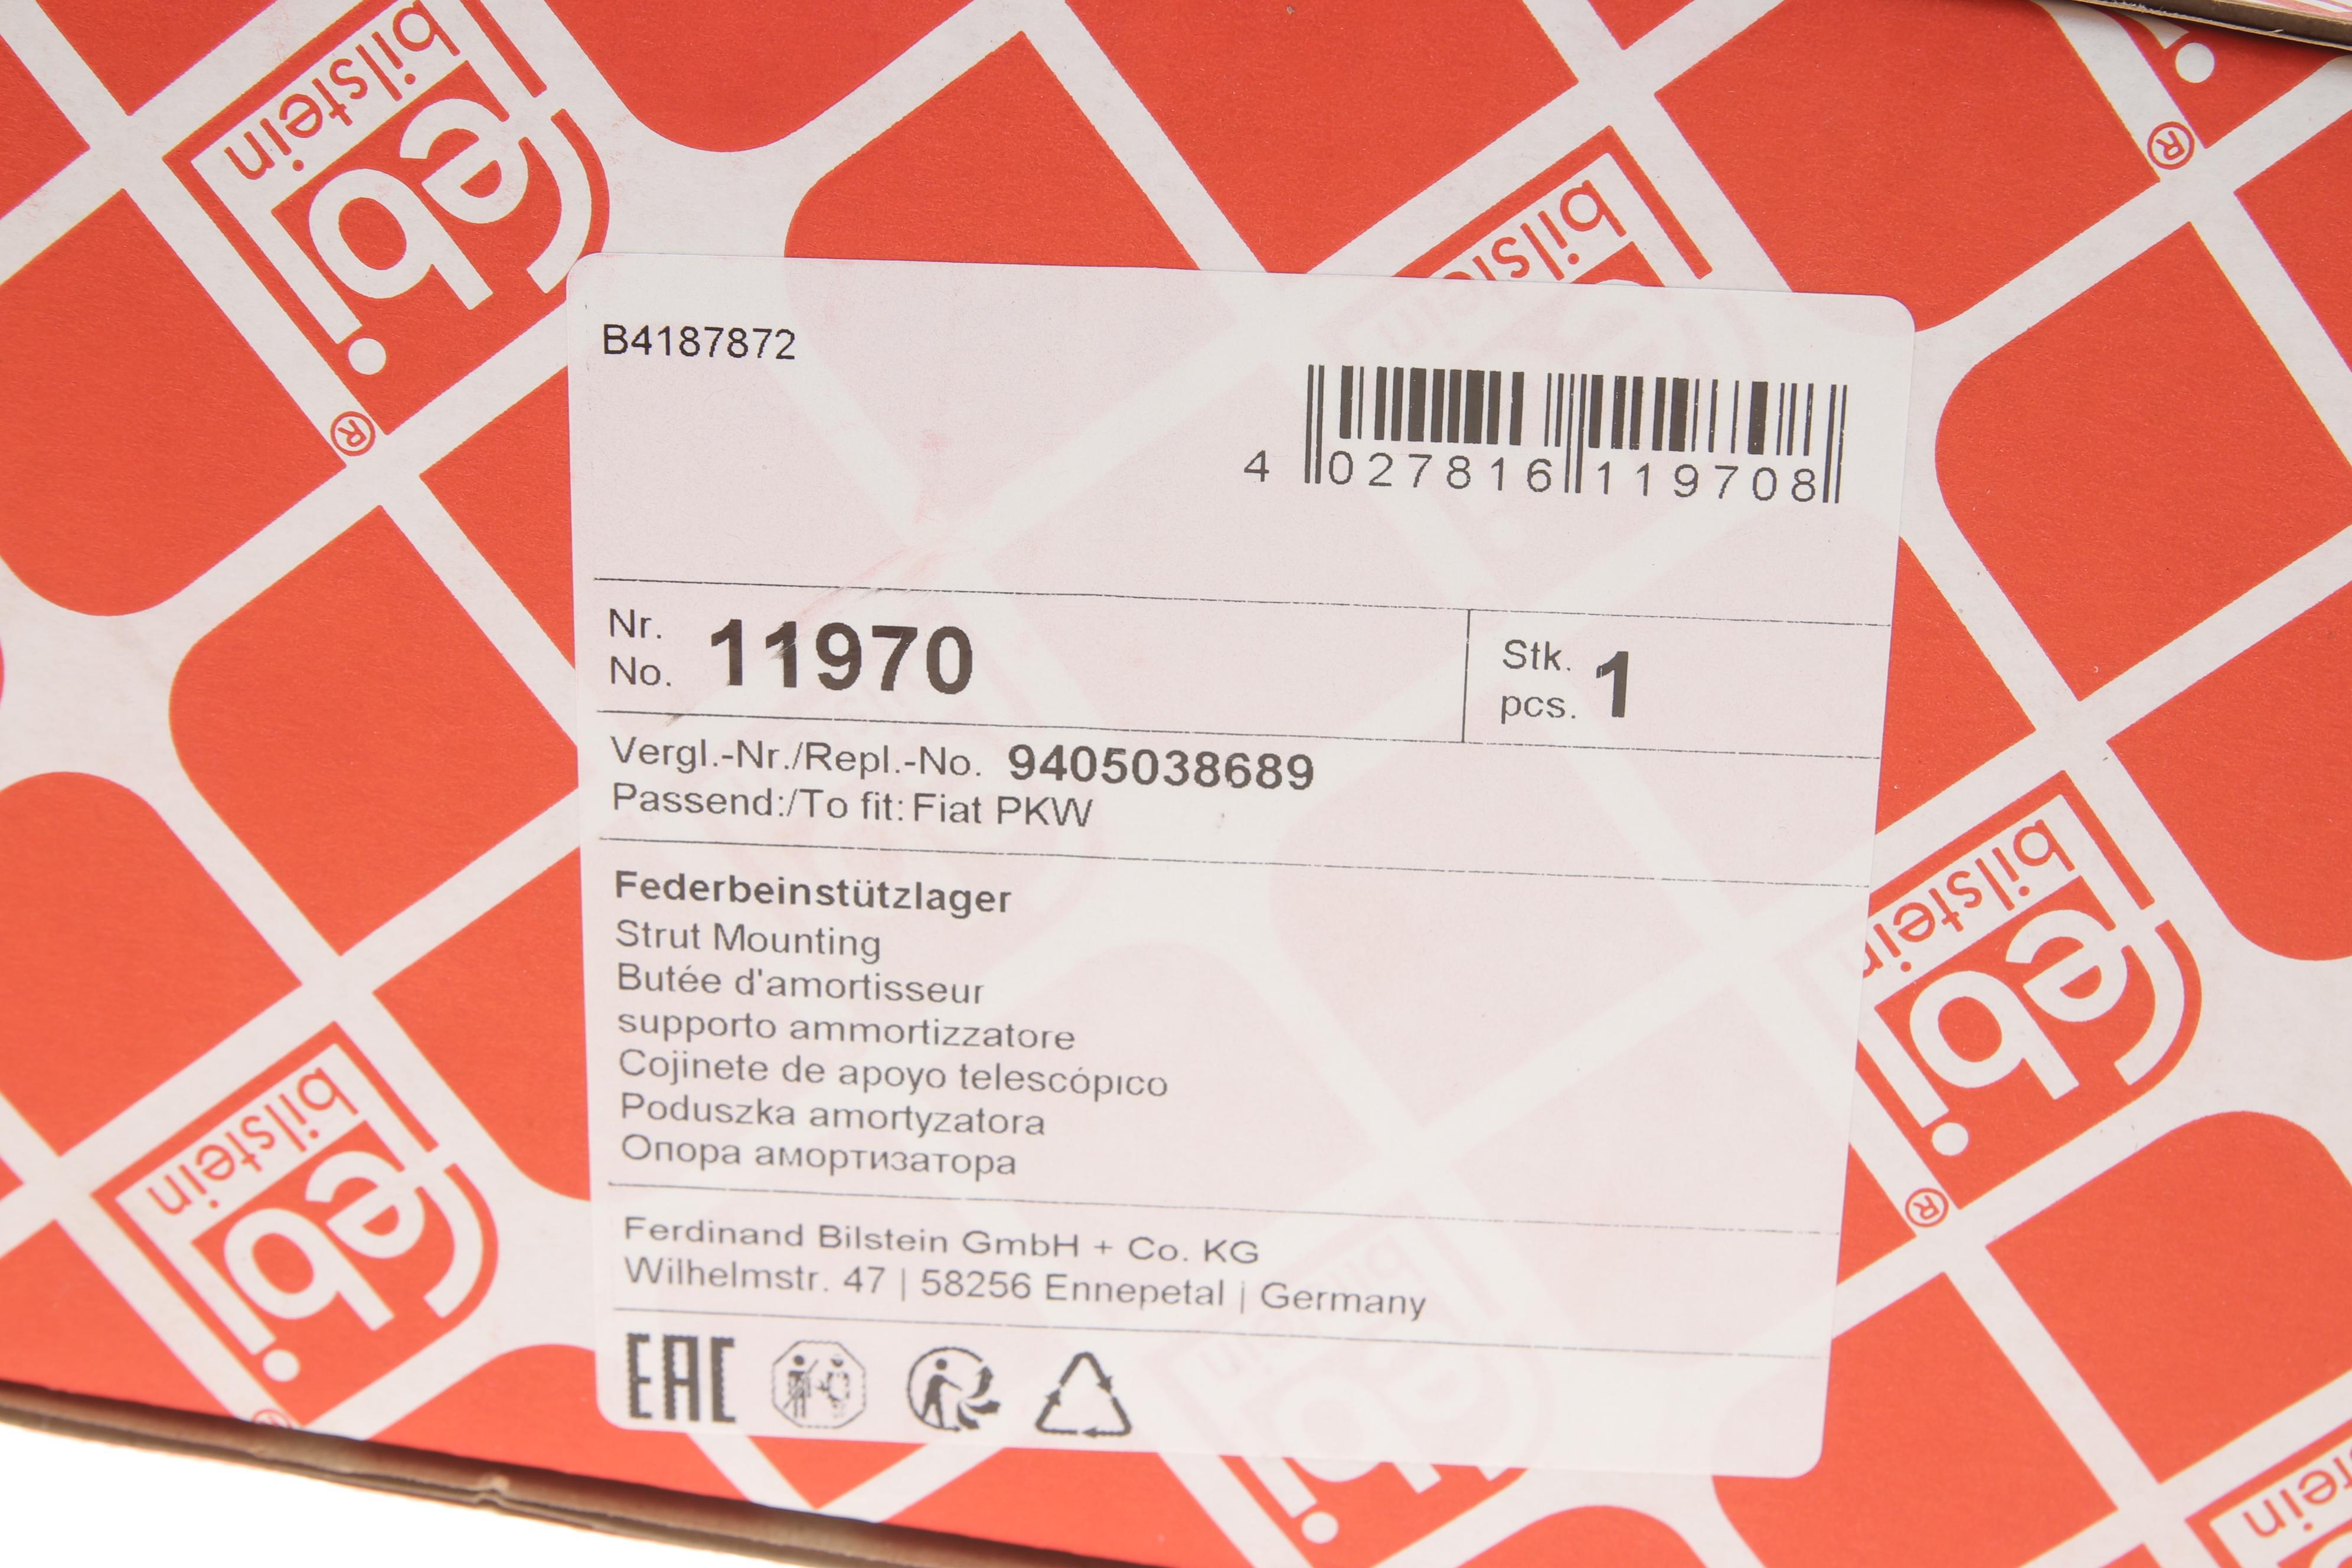 febi
bilstein
®
febi
bilstein
®
febi
bilstein
®
febi
bilstein
B4187872
4 027816 119708
Nr.
No. 11970
Stk.
pcs. 1
Vergl.-Nr./Repl.-No. 9405038689
Passend:/To fit: Fiat PKW
Federbeinstützlager
Strut Mounting
Butée d'amortisseur
supporto ammortizzatore
Cojinete de apoyo telescópico
Poduszka amortyzatora
Опора амортизатора
Ferdinand Bilstein GmbH + Co. KG
Wilhelmstr. 47 | 58256 Ennepetal | Germany
EAC